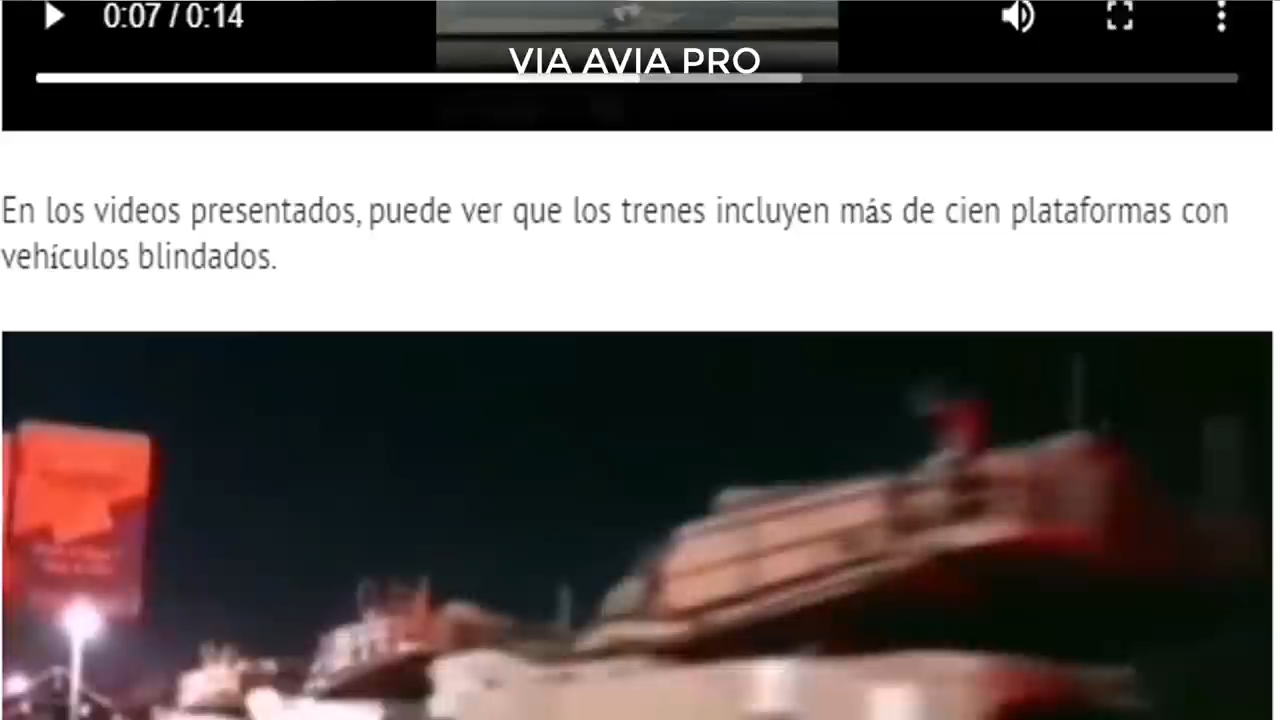 0:07 / 0:14
VIA AVIA PRO
En los videos presentados, puede ver que los trenes incluyen más de cien plataformas con
vehículos blindados.